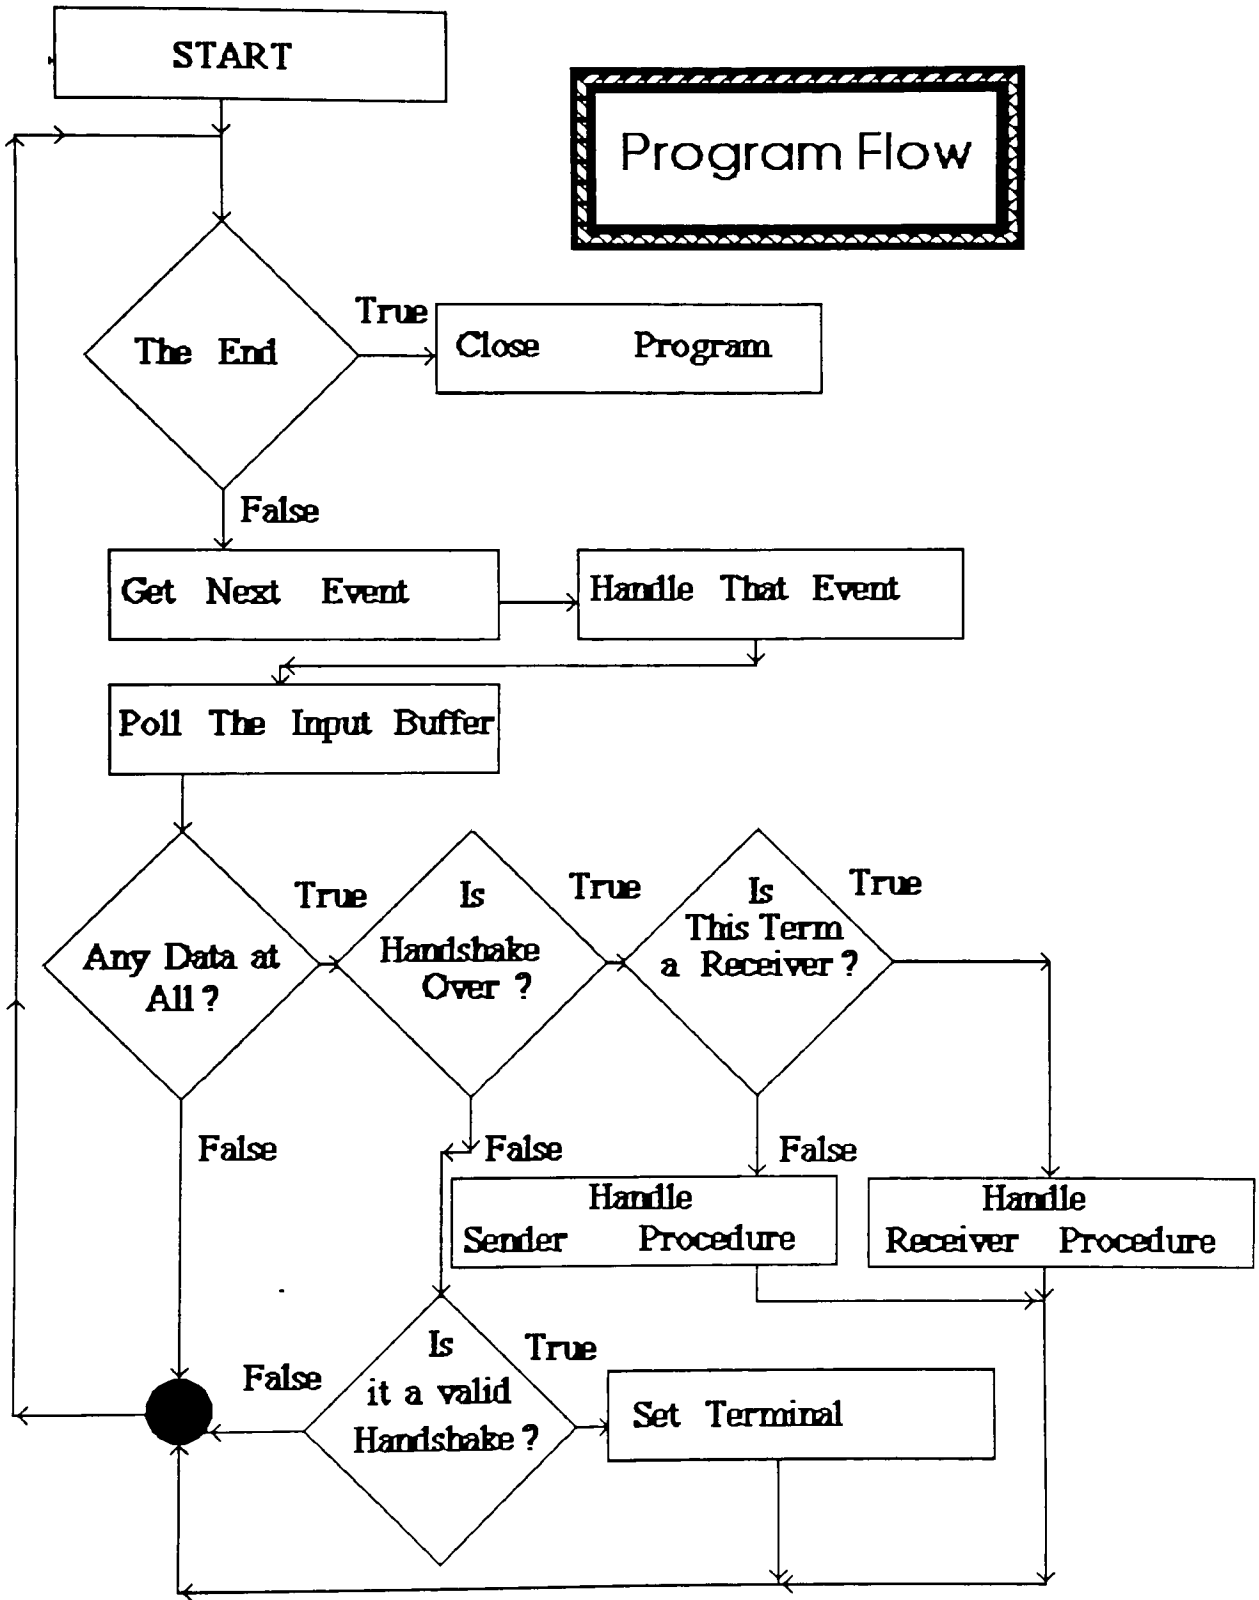 START
Program Flow
True
The End
Close Program
False
Get Next Event
Handle That Event
Poll The Input Buffer
True
Any Data at
All ?
False
True
Is
Handshake
Over ?
False
True
Is
This Term
a Receiver ?
False
Handle
Sender Procedure
Handle
Receiver Procedure
False
Is
it a valid
Handshake ?
True
Set Terminal